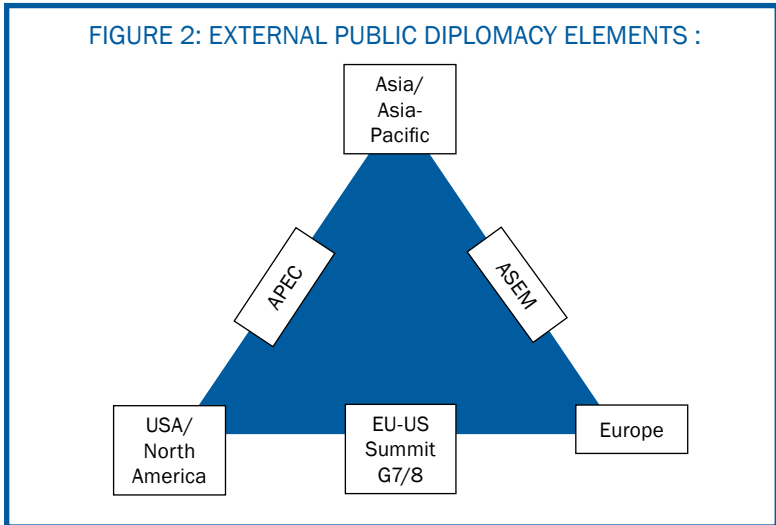 FIGURE 2: EXTERNAL PUBLIC DIPLOMACY ELEMENTS :
Asia/
Asia-
Pacific
APEC
ASEM
USA/
North
America
EU-US
Summit
G7/8
Europe